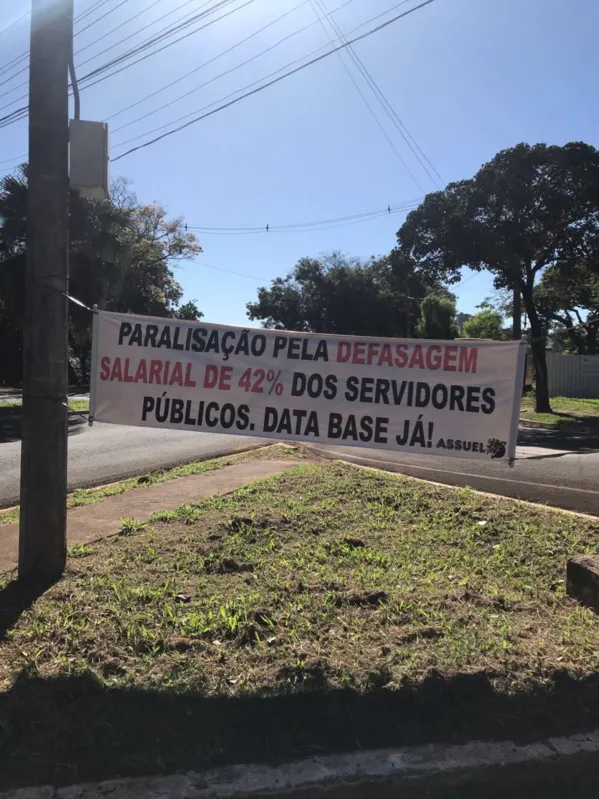 PARALISAÇÃO PELA DEFASAGEM
SALARIAL DE 42% DOS SERVIDORES
PÚBLICOS. DATA BASE JÁ! ASSUEL